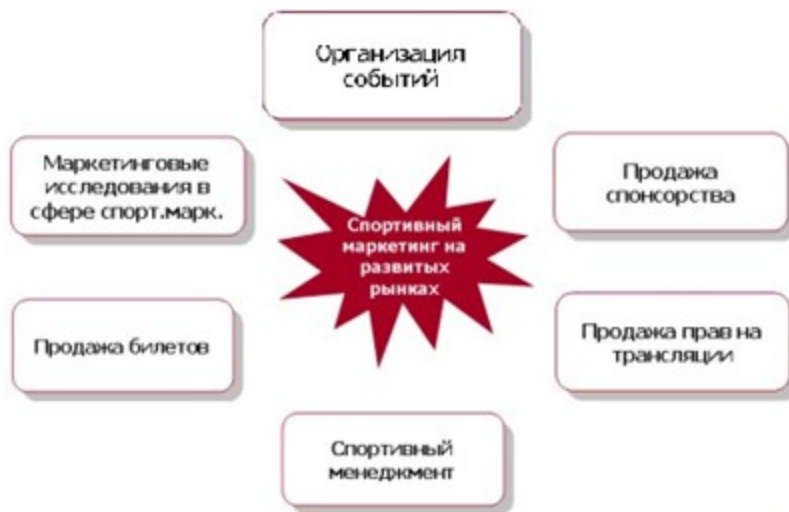 Организация
событий
Маркетинговые
исследования в
сфере спорт.марк.
Продажа
спонсорства
Спортивный
маркетинг на
развитых
рынках
Продажа билетов
Продажа прав на
трансляции
Спортивный
менеджмент